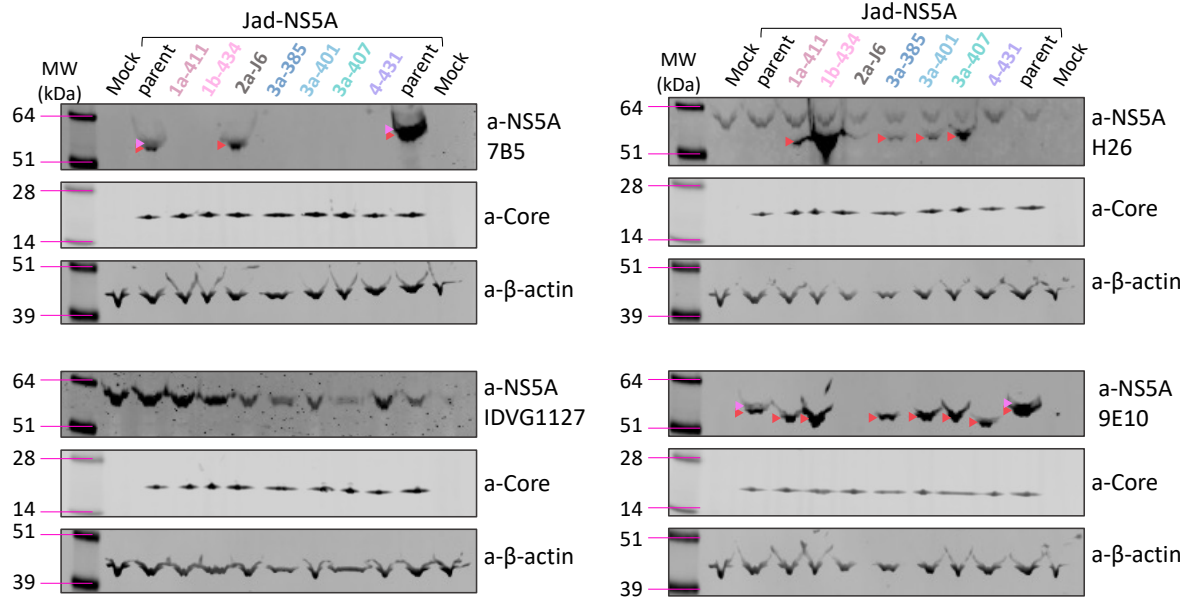 Jad-NS5A
MW
(kDa)
Mock
parent
1a-411
1b-434
2a-J6
3a-385
3a-401
3a-407
4-431
parent
Mock
64
51
a-NS5A
7B5
28
14
a-Core
51
39
a-β-actin
64
51
a-NS5A
IDVG1127
28
14
a-Core
51
39
a-β-actin
Jad-NS5A
MW
(kDa)
Mock
parent
1a-411
1b-434
2a-J6
3a-385
3a-401
3a-407
4-431
parent
Mock
64
51
a-NS5A
H26
28
14
a-Core
51
39
a-β-actin
64
51
a-NS5A
9E10
28
14
a-Core
51
39
a-β-actin